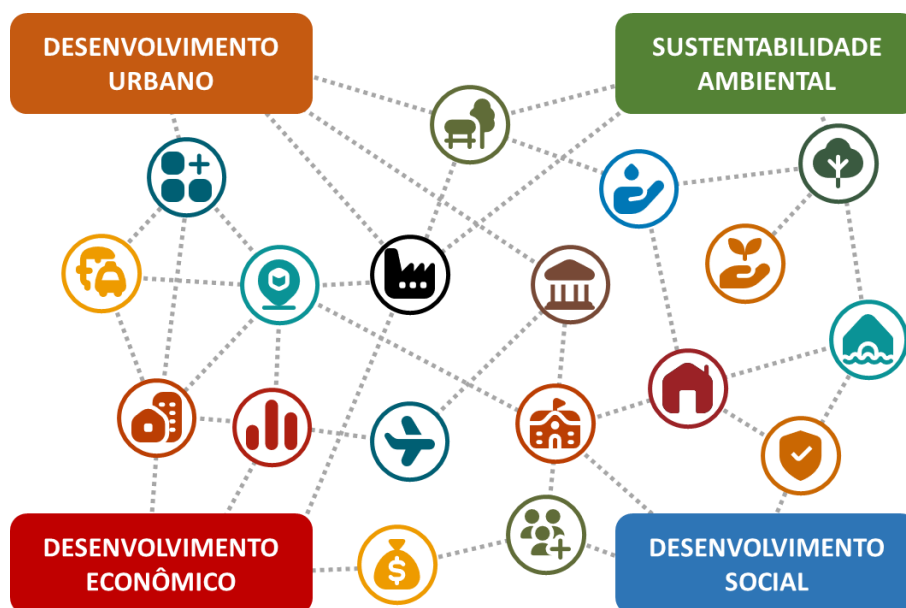 DESENVOLVIMENTO
URBANO
SUSTENTABILIDADE
AMBIENTAL
$
DESENVOLVIMENTO
ECONÔMICO
DESENVOLVIMENTO
SOCIAL